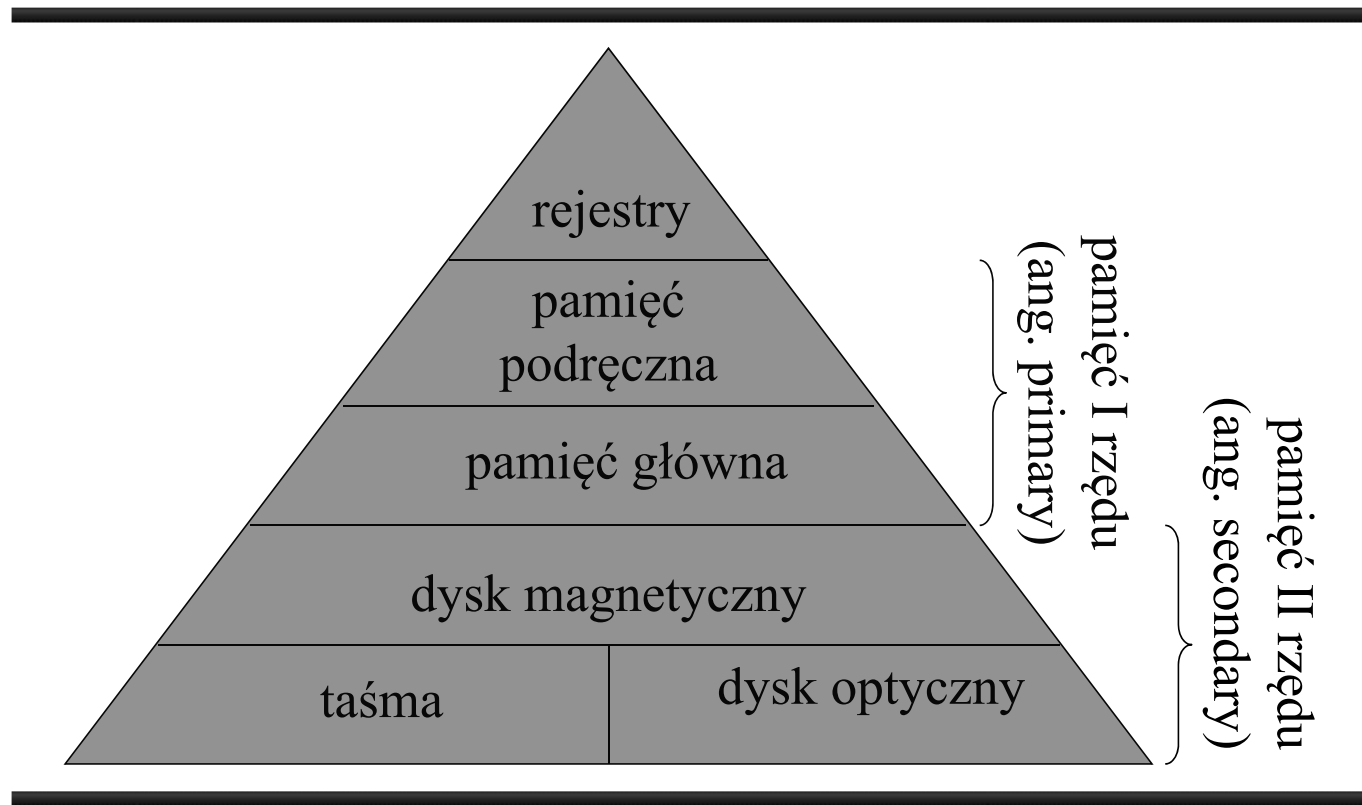 rejestry
pamięć
podręczna
pamięć główna
dysk magnetyczny
taśma
dysk optyczny
pamięć I rzędu
(ang. primary)
pamięć II rzędu
(ang. secondary)